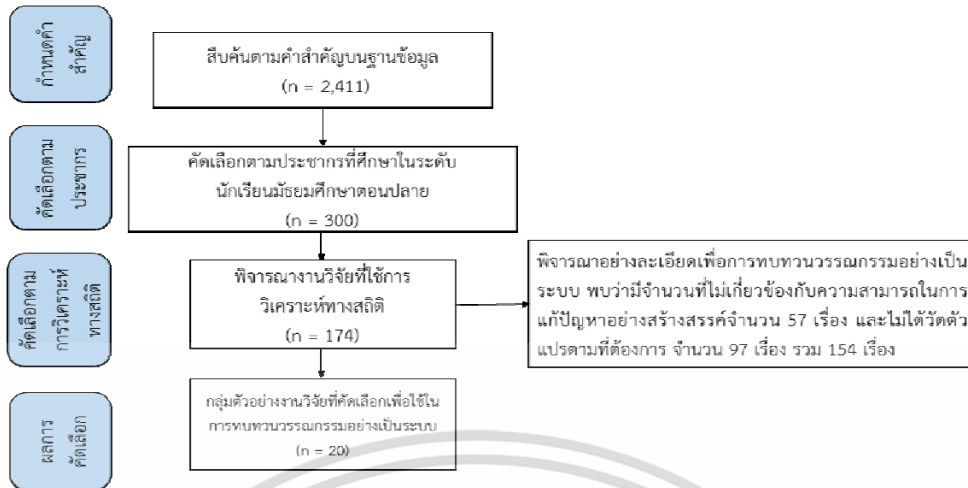 กำหนดคำ
สำคัญ
สืบค้นตามคำสำคัญบนฐานข้อมูล
(n = 2,411)
คัดเลือกตาม
ประชากร
คัดเลือกตามประชากรที่ศึกษาในระดับ
นักเรียนมัธยมศึกษาตอนปลาย
(n = 300)
คัดเลือกตาม
การวิเคราะห์
ทางสถิติ
พิจารณางานวิจัยที่ใช้การ
วิเคราะห์ทางสถิติ
(n = 174)
พิจารณาอย่างละเอียดเพื่อการทบทวนวรรณกรรมอย่างเป็น
ระบบ พบว่ามีจำนวนที่ไม่เกี่ยวข้องกับความสามารถในการ
แก้ปัญหาอย่างสร้างสรรค์จำนวน 57 เรื่อง และไม่ได้วัดตัว
แปรตามที่ต้องการ จำนวน 97 เรื่อง รวม 154 เรื่อง
ผลการ
คัดเลือก
กลุ่มตัวอย่างงานวิจัยที่คัดเลือกเพื่อใช้ใน
การทบทวนวรรณกรรมอย่างเป็นระบบ
(n = 20)